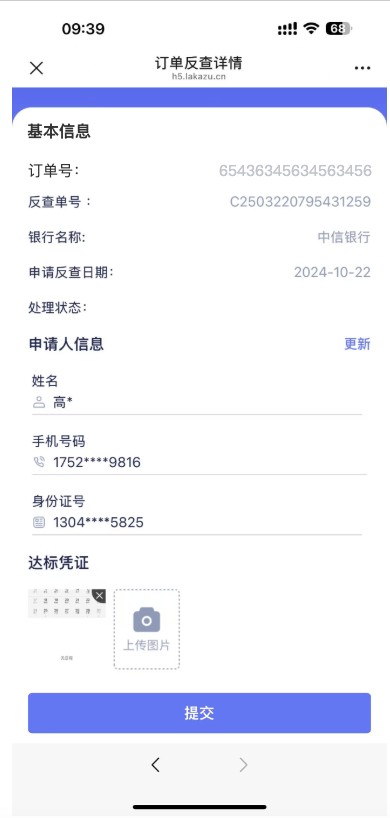 09:39
68
订单反查详情
h5.lakazu.cn
基本信息
订单号: 65436345634563456
反查单号： C2503220795431259
银行名称: 中信银行
申请反查日期: 2024-10-22
处理状态:
申请人信息 更新
姓名
高*
手机号码
1752****9816
身份证号
1304****5825
达标凭证
上传图片
提交